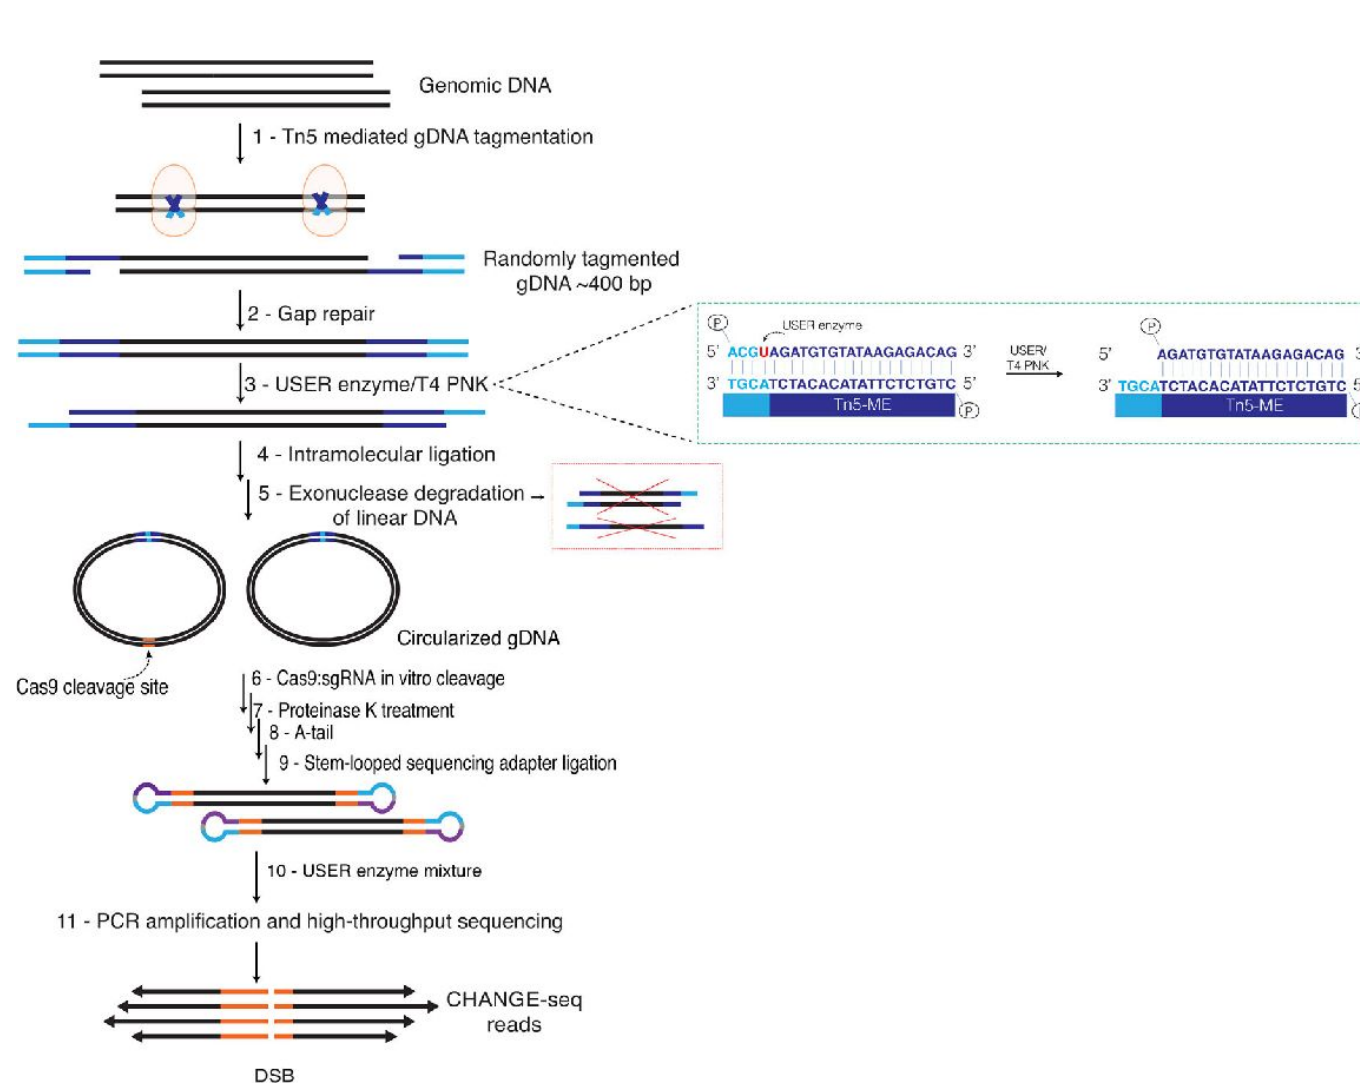 Genomic DNA
1 - Tn5 mediated gDNA tagmentation
Randomly tagmented
gDNA ~400 bp
2 - Gap repair
3 - USER enzyme/T4 PNK
P
USER enzyme
5' ACGUAGATGTGTATAAGAGACAG 3'
3' TGCATCTACACATATTCTCTGTC 5'
Tn5-ME
P
USER/
T4 PNK
P
5' AGATGTGTATAAGAGACAG 3
3' TGCATCTACACATATTCTCTGTC 5
Tn5-ME
4 - Intramolecular ligation
5 - Exonuclease degradation
of linear DNA
Circularized gDNA
Cas9 cleavage site
6 - Cas9:sgRNA in vitro cleavage
7 - Proteinase K treatment
8 - A-tail
9 - Stem-looped sequencing adapter ligation
10 - USER enzyme mixture
11 - PCR amplification and high-throughput sequencing
CHANGE-seq
reads
DSB